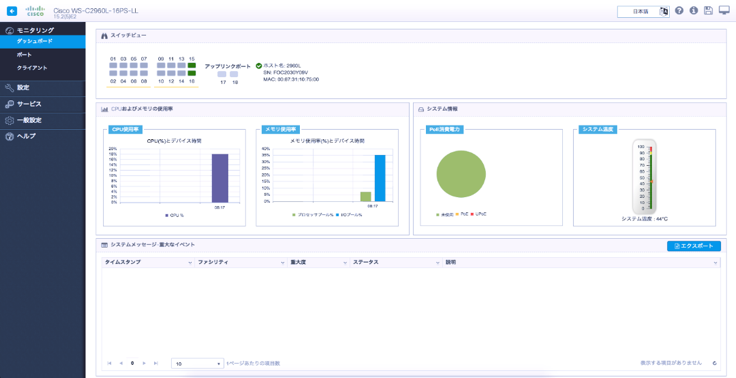 cisco
Cisco WS-C2960L-16PS-LL
日本語
モニタリング
ダッシュボード
ポート
クライアント
設定
サービス
一般設定
ヘルプ
スイッチビュー
01 03 05 07 09 11 13 15
02 04 06 08 10 12 14 16
アップリンクポート
17 18
ホスト名: 2960L
SN: FOC2030Y08V
CPUおよびメモリの使用率
CPU使用率
CPU(%)とデバイス時間
20%
18%
16%
14%
12%
10%
8%
6%
4%
2%
0%
08:17
CPU %
メモリ使用率
メモリ使用率(%)とデバイス時間
40%
35%
30%
25%
20%
15%
10%
5%
0%
08:17
プロセッサプール% I/Oプール%
システム情報
PoE消費電力
未使用 PoE UPoE
システム温度
100
90
80
70
60
50
40
30
20
10
0
システム温度 : 44°C
システムメッセージ-重大なイベント
エクスポート
タイムスタンプ ファシリティ 重大度 ステータス 説明
0
10
1ページあたりの項目数
表示する項目がありません